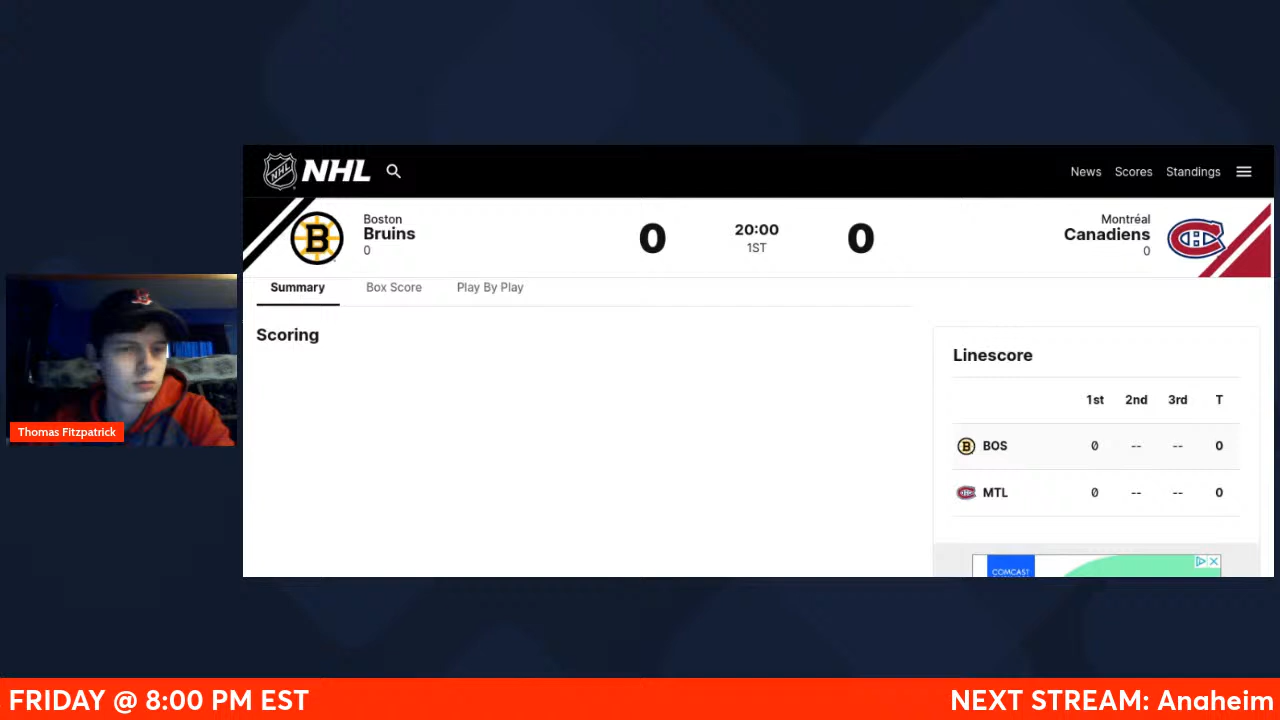 NHL NHL
News Scores Standings
B
Boston
Bruins
0
0
20:00
1ST
0
Montréal
Canadiens
0
Summary Box Score Play By Play
Scoring
Linescore
1st 2nd 3rd T
B BOS 0 -- -- 0
MTL 0 -- -- 0
COMCAST
Thomas Fitzpatrick
FRIDAY @ 8:00 PM EST
NEXT STREAM: Anaheim